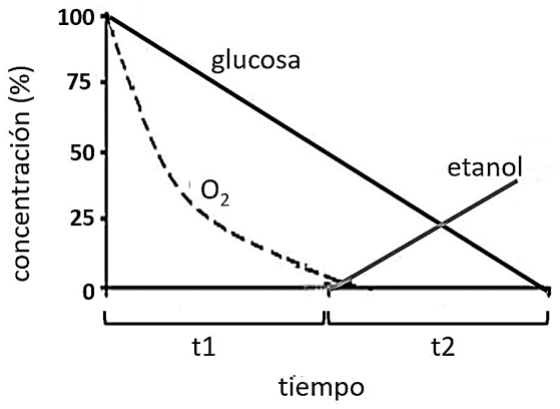 100
glucosa
75
concentración (%)
50
etanol
O₂
25
0
t1
t2
tiempo